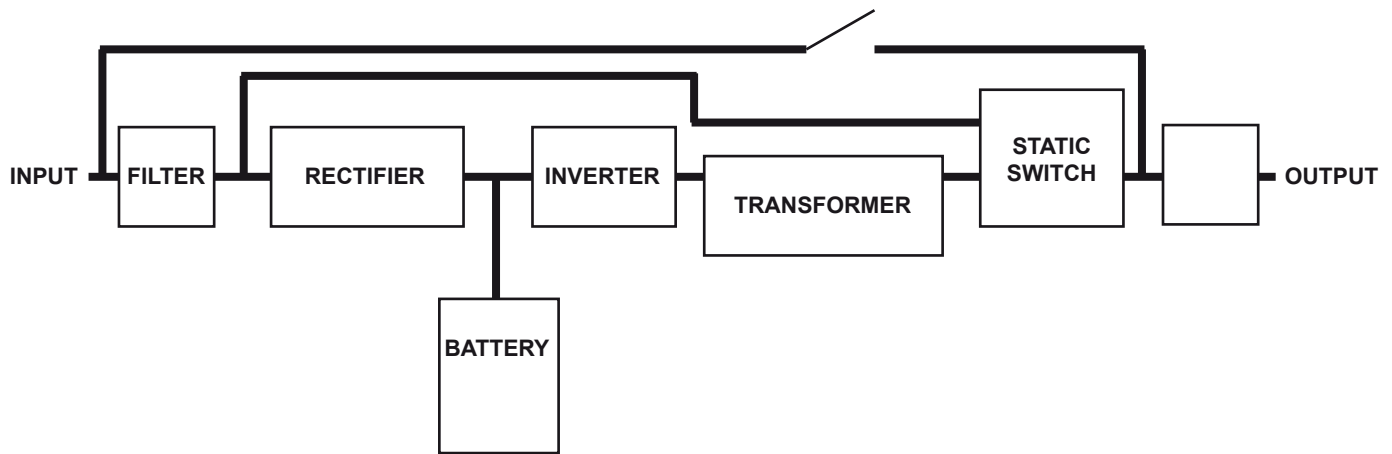 INPUT
FILTER
RECTIFIER
INVERTER
TRANSFORMER
STATIC
SWITCH
OUTPUT
BATTERY